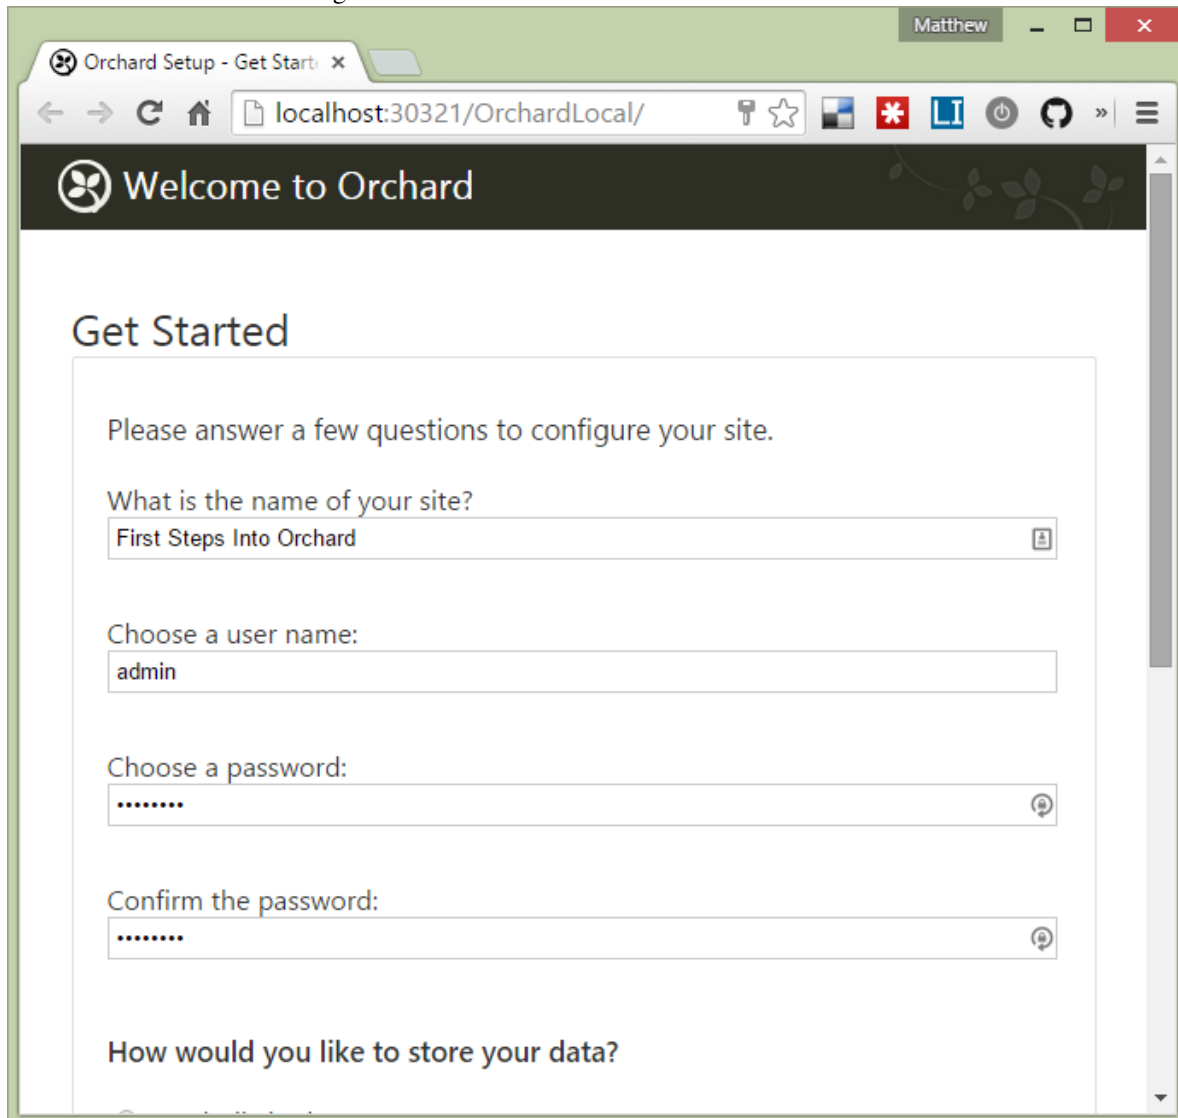 Matthew
Orchard Setup - Get Start
localhost:30321/OrchardLocal/
LI
»
Welcome to Orchard
Get Started
Please answer a few questions to configure your site.
What is the name of your site?
First Steps Into Orchard
Choose a user name:
admin
Choose a password:
••••••••
Confirm the password:
••••••••
How would you like to store your data?